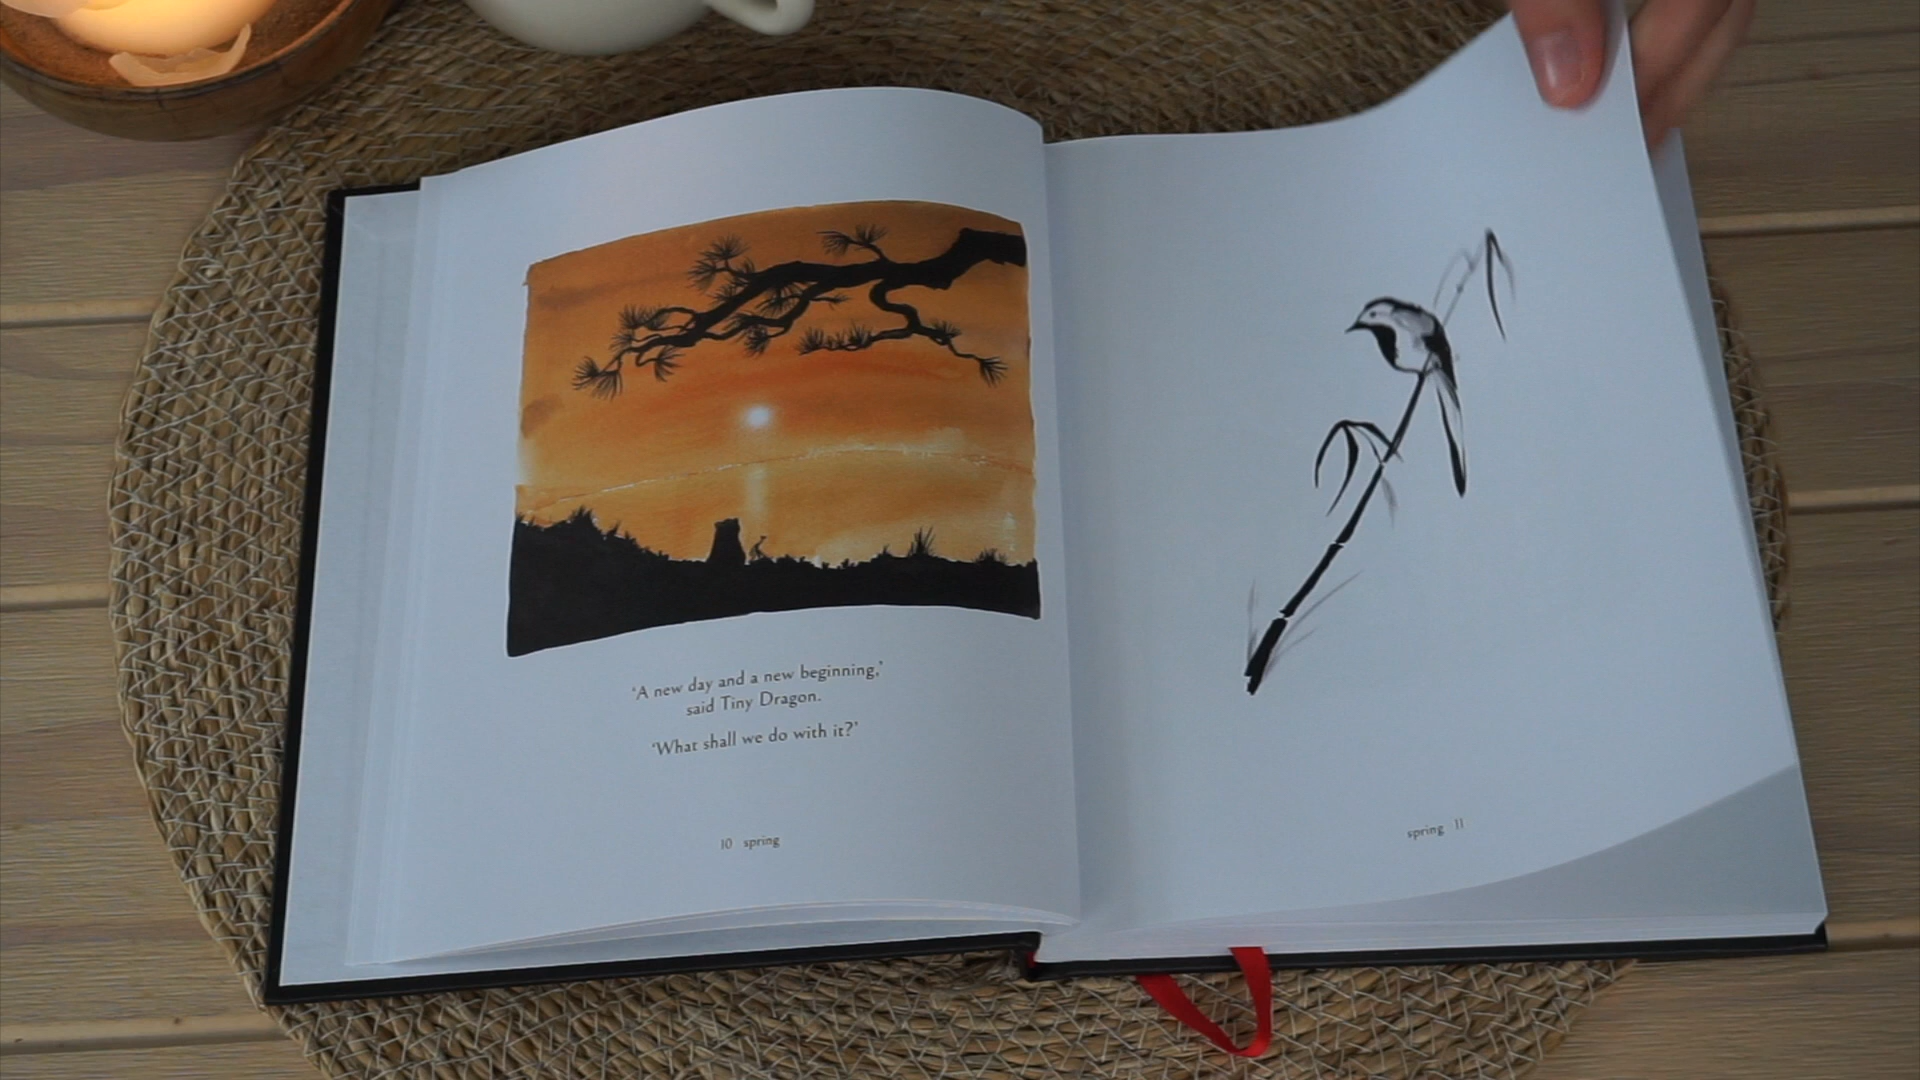 ‘A new day and a new beginning,’
said Tiny Dragon.
‘What shall we do with it?’
10 spring
spring 11